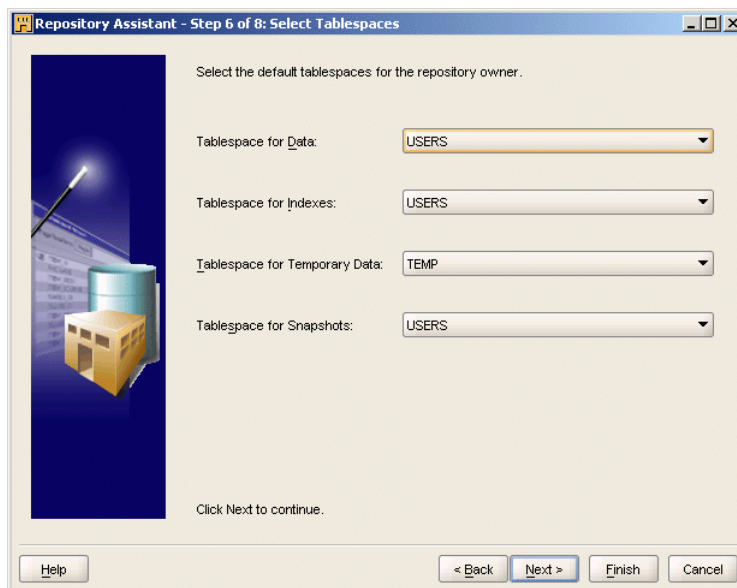 Repository Assistant - Step 6 of 8: Select Tablespaces
Select the default tablespaces for the repository owner.
Tablespace for Data: USERS
Tablespace for Indexes: USERS
Tablespace for Temporary Data: TEMP
Tablespace for Snapshots: USERS
Click Next to continue.
Help < Back Next > Finish Cancel